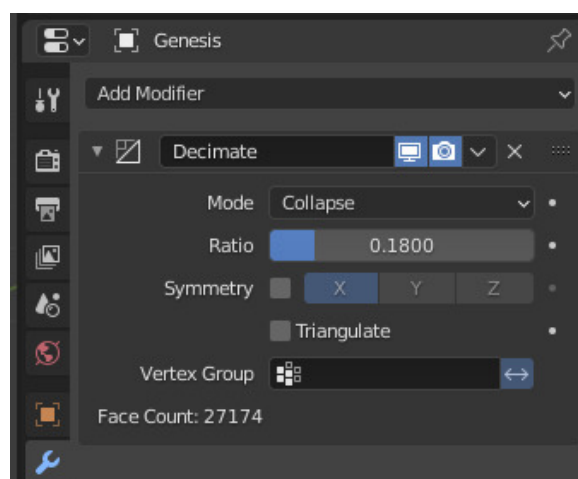 Genesis
Add Modifier
Decimate
Mode Collapse
Ratio 0.1800
Symmetry X Y Z
Triangulate
Vertex Group
Face Count: 27174